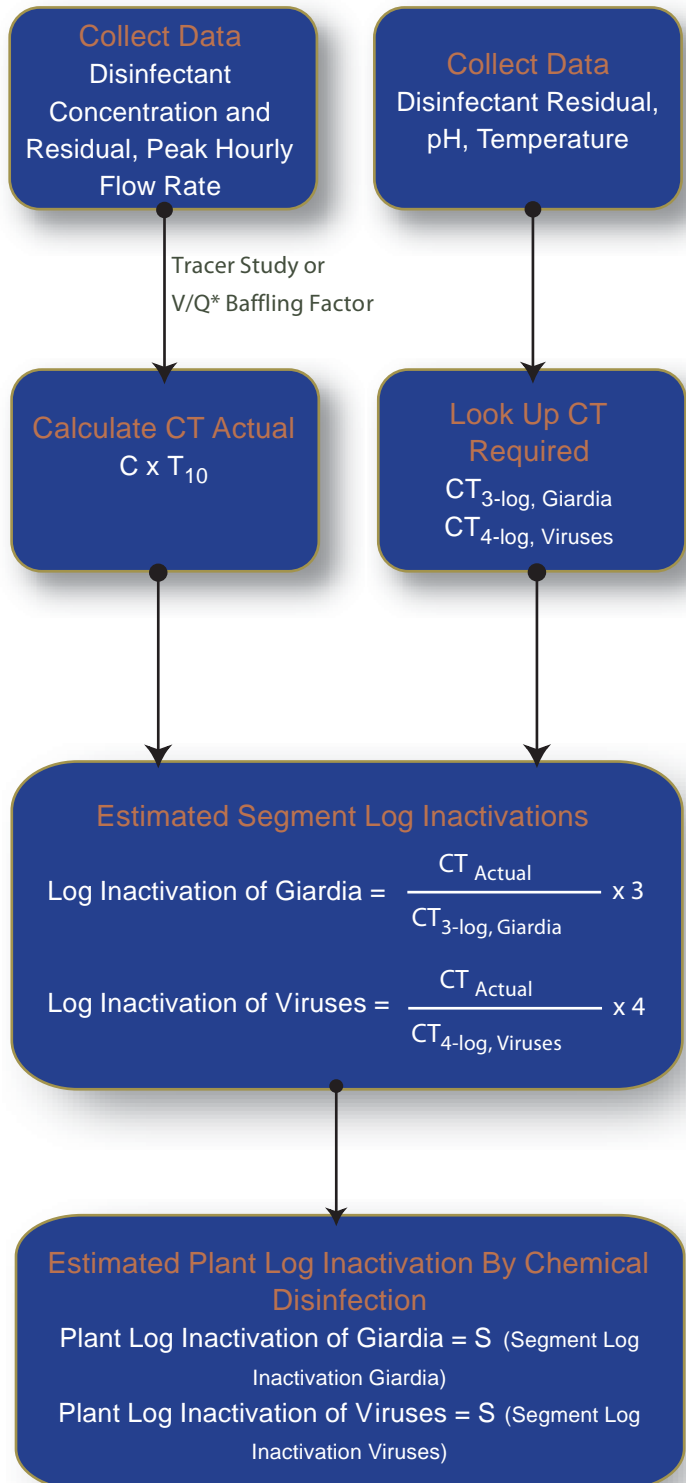 Collect Data
Disinfectant
Concentration and
Residual, Peak Hourly
Flow Rate
Collect Data
Disinfectant Residual,
pH, Temperature
Tracer Study or
V/Q* Baffling Factor
Calculate CT Actual
C x T10
Look Up CT
Required
CT3-log, Giardia
CT4-log, Viruses
Estimated Segment Log Inactivations
Log Inactivation of Giardia = CT Actual / CT3-log, Giardia x 3
Log Inactivation of Viruses = CT Actual / CT4-log, Viruses x 4
Estimated Plant Log Inactivation By Chemical
Disinfection
Plant Log Inactivation of Giardia = S (Segment Log
Inactivation Giardia)
Plant Log Inactivation of Viruses = S (Segment Log
Inactivation Viruses)